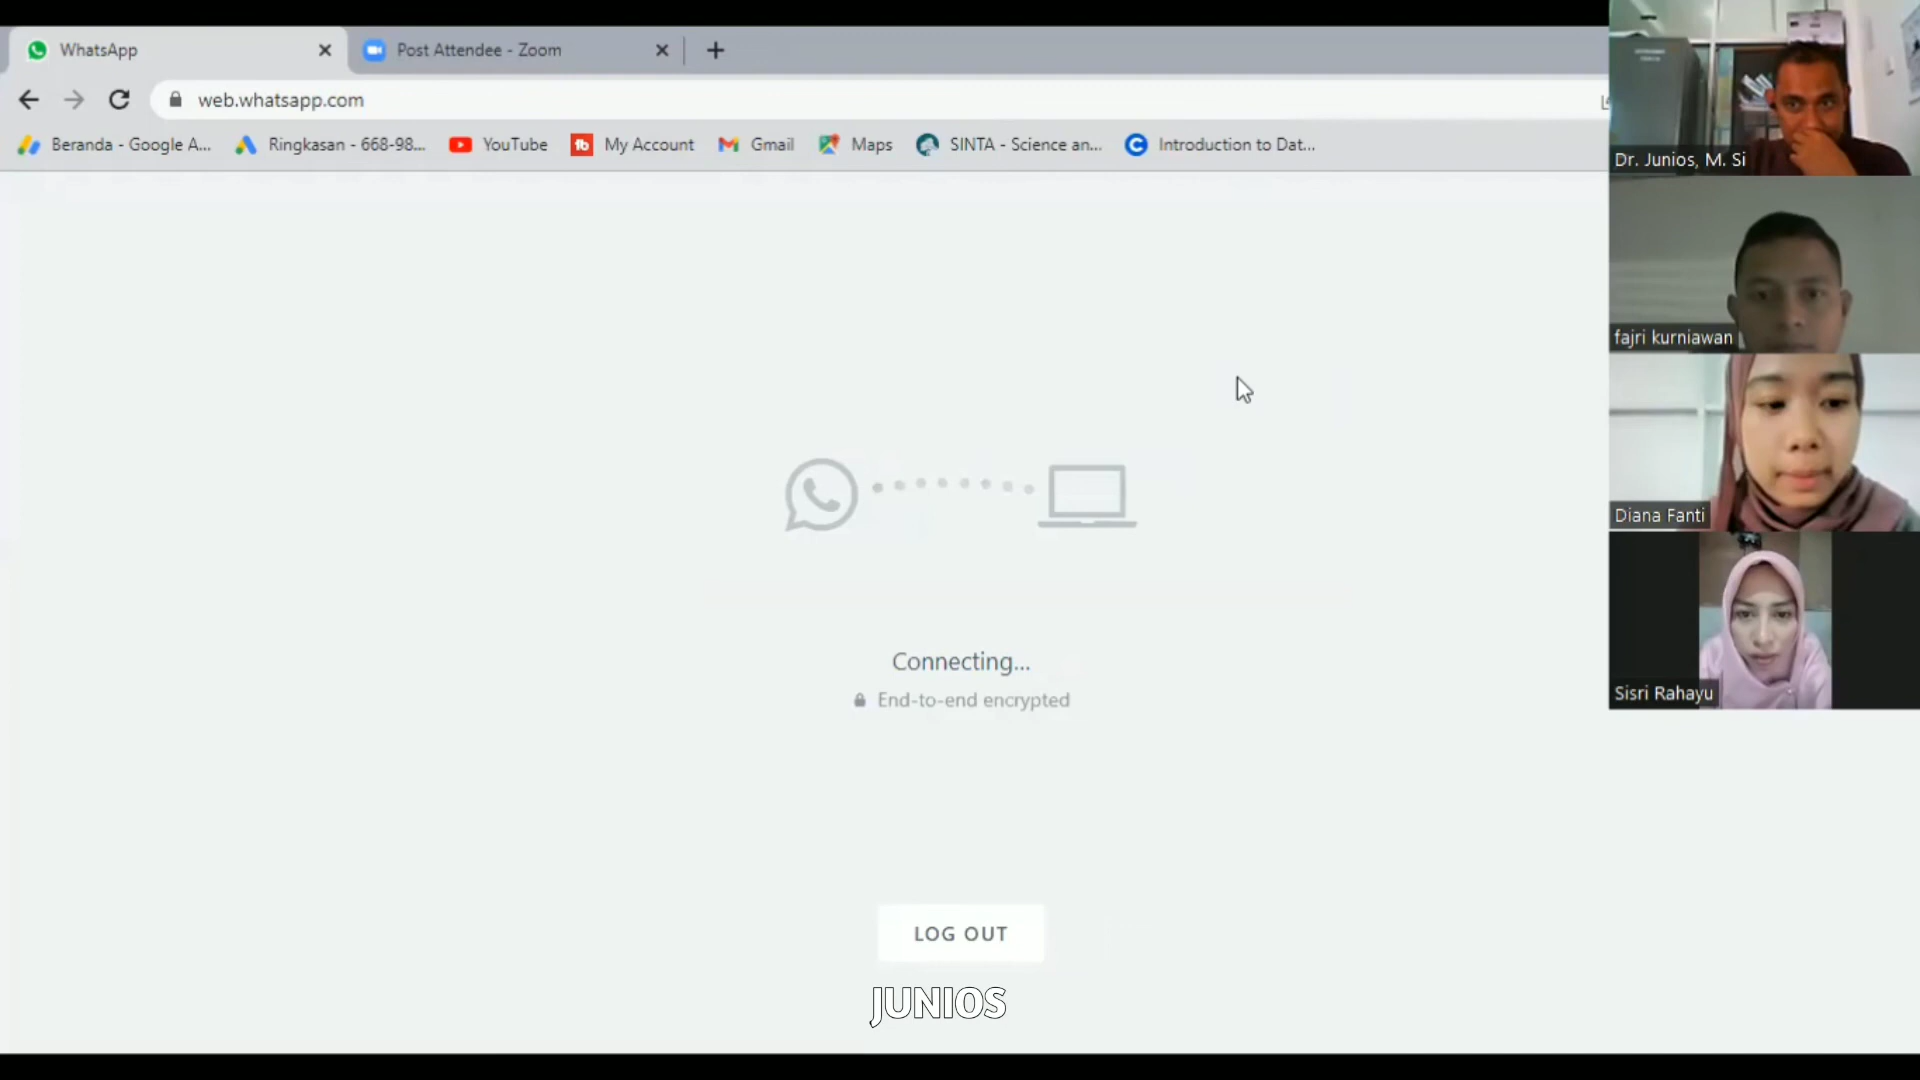 WhatsApp
Post Attendee - Zoom
web.whatsapp.com
Beranda - Google A...
Ringkasan - 668-98...
YouTube
My Account
Gmail
Maps
SINTA - Science an...
Introduction to Dat...
Dr. Junios, M. Si
fajri kurniawan
Diana Fanti
Sisri Rahayu
Connecting...
End-to-end encrypted
LOG OUT
JUNIOS